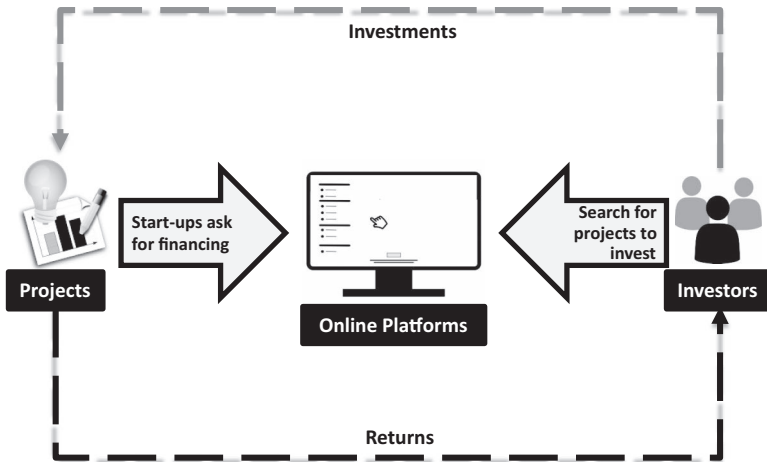 Investments
Start-ups ask
for financing
Search for
projects to
invest
Projects
Online Platforms
Investors
Returns